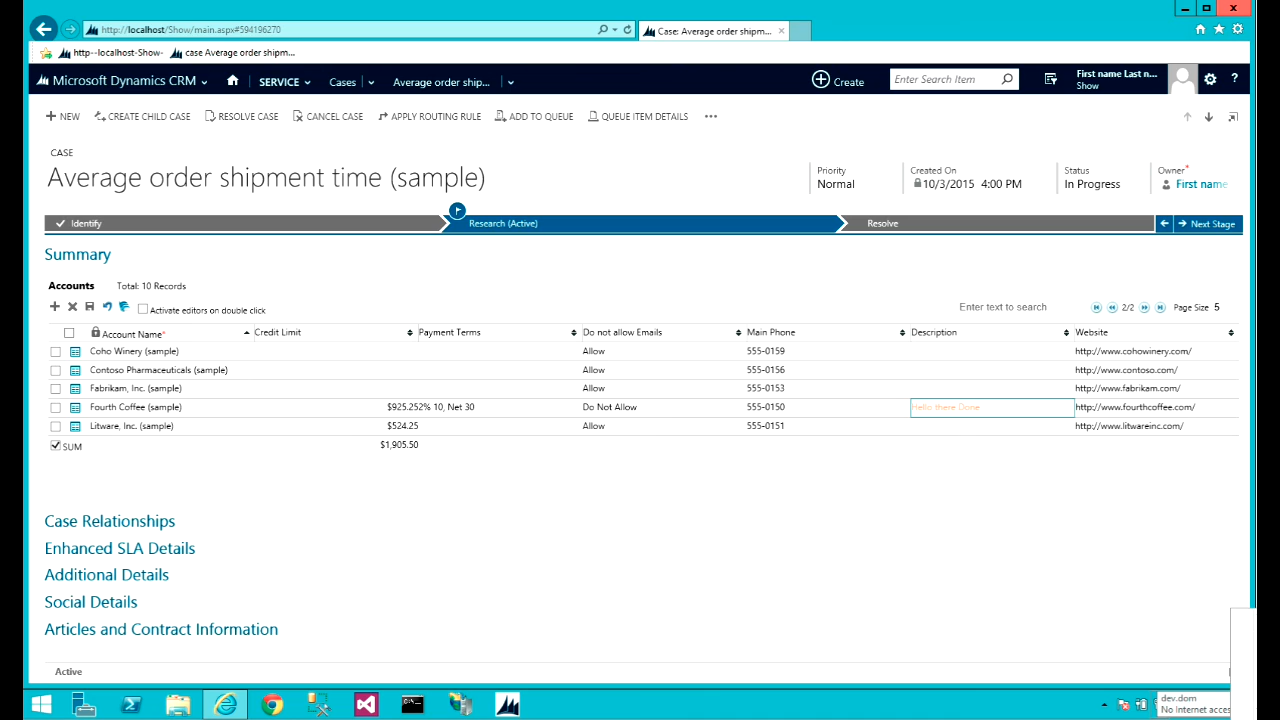 http://localhost/Show/main.aspx#594196270
Case: Average order shipm...
http--localhost-Show-
case Average order shipm...
Microsoft Dynamics CRM
SERVICE
Cases
Average order ship...
Create
Enter Search Item
First name Last n...
Show
?
NEW
CREATE CHILD CASE
RESOLVE CASE
CANCEL CASE
APPLY ROUTING RULE
ADD TO QUEUE
QUEUE ITEM DETAILS
CASE
Average order shipment time (sample)
Priority
Normal
Created On
10/3/2015 4:00 PM
Status
In Progress
Owner*
First name
Identify
Research (Active)
Resolve
Next Stage
Summary
Accounts Total: 10 Records
Activate editors on double click
Enter text to search
2/2
Page Size 5
Account Name* Credit Limit Payment Terms Do not allow Emails Main Phone Description Website
Coho Winery (sample) Allow 555-0159 http://www.cohowinery.com/
Contoso Pharmaceuticals (sample) Allow 555-0156 http://www.contoso.com/
Fabrikam, Inc. (sample) Allow 555-0153 http://www.fabrikam.com/
Fourth Coffee (sample) $925.25 2% 10, Net 30 Do Not Allow 555-0150 Hello there Dome http://www.fourthcoffee.com/
Litware, Inc. (sample) $524.25 Allow 555-0151 http://www.litwareinc.com/
SUM $1,905.50
Case Relationships
Enhanced SLA Details
Additional Details
Social Details
Articles and Contract Information
Active
dev.dom
No Internet acces